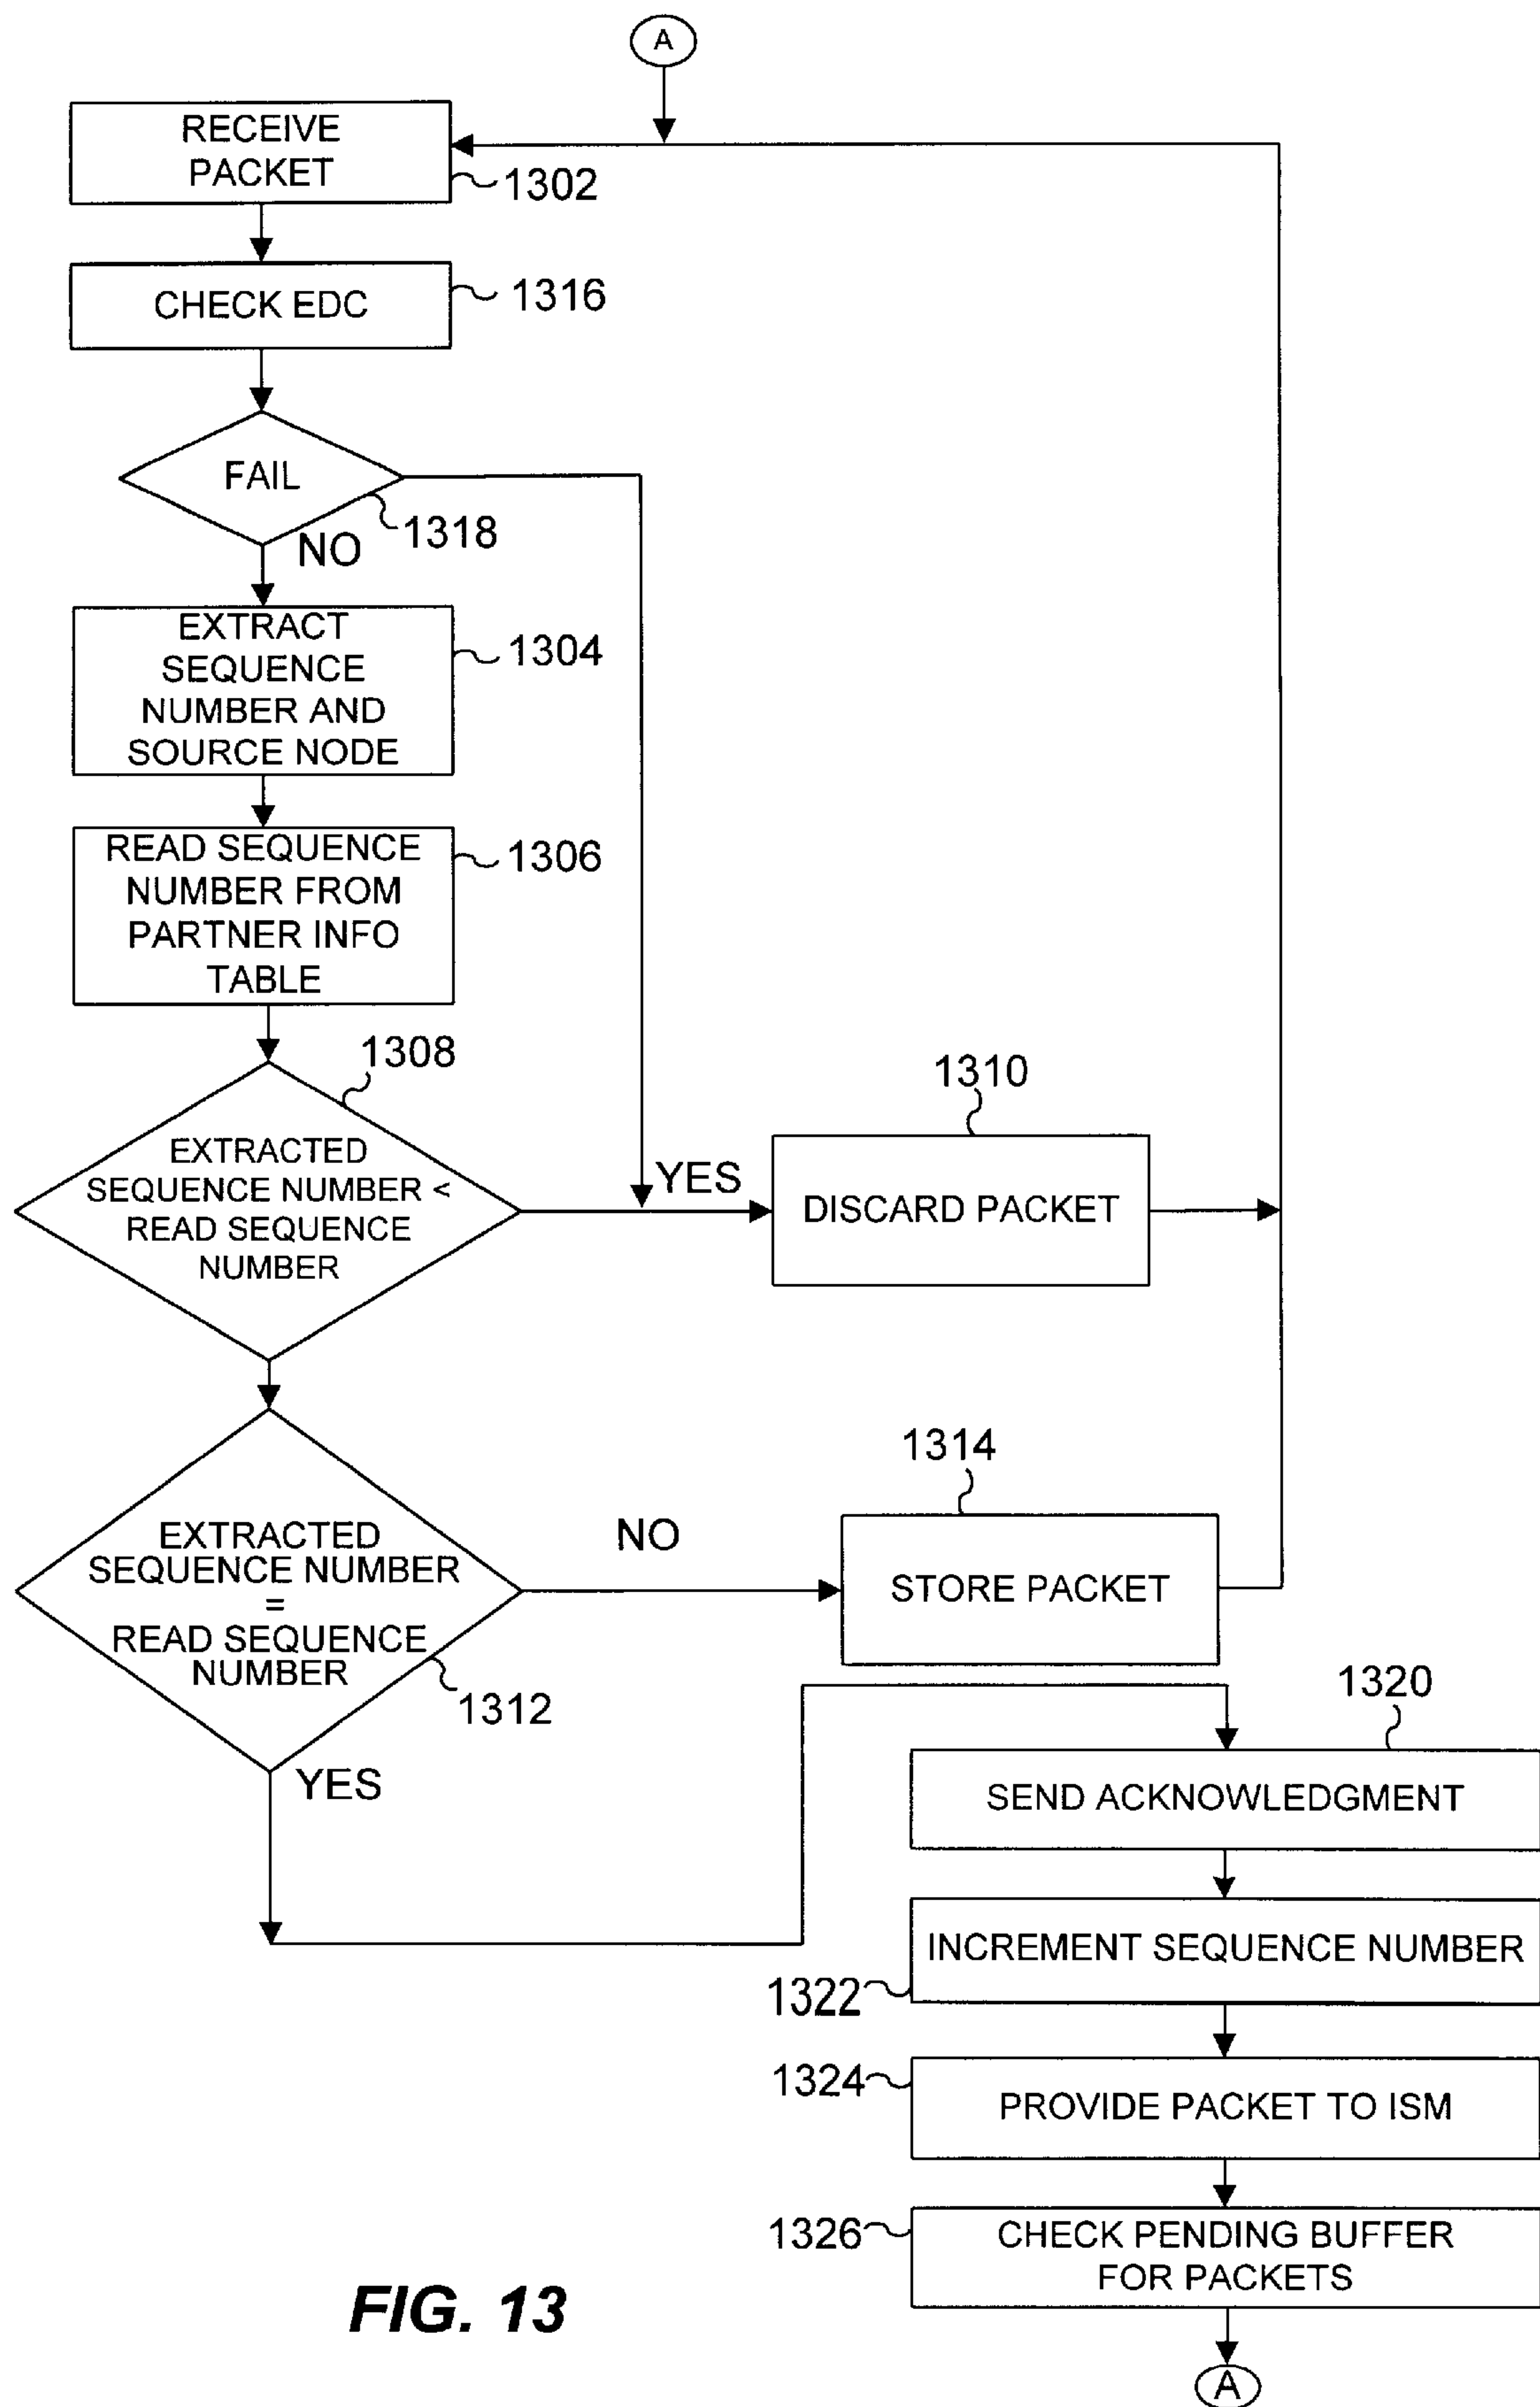 A
RECEIVE
PACKET
1302
CHECK EDC
1316
FAIL
1318
NO
EXTRACT
SEQUENCE
NUMBER AND
SOURCE NODE
1304
READ SEQUENCE
NUMBER FROM
PARTNER INFO
TABLE
1306
1308
EXTRACTED
SEQUENCE NUMBER <
READ SEQUENCE
NUMBER
YES
1310
DISCARD PACKET
EXTRACTED
SEQUENCE NUMBER
=
READ SEQUENCE
NUMBER
1312
NO
1314
STORE PACKET
YES
1320
SEND ACKNOWLEDGMENT
INCREMENT SEQUENCE NUMBER
1322
1324
PROVIDE PACKET TO ISM
1326
CHECK PENDING BUFFER
FOR PACKETS
A
FIG. 13